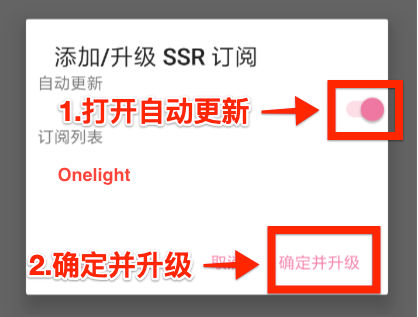 添加/升级 SSR 订阅
自动更新
1.打开自动更新
订阅列表
Onelight
2.确定并升级
取消
确定并升级